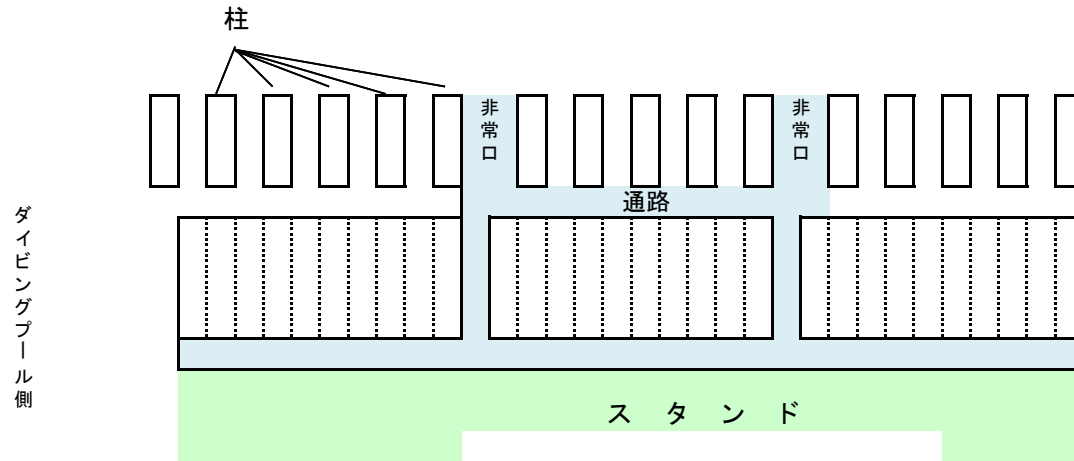 柱
非常口
非常口
通路
ダイビングプール側
スタンド